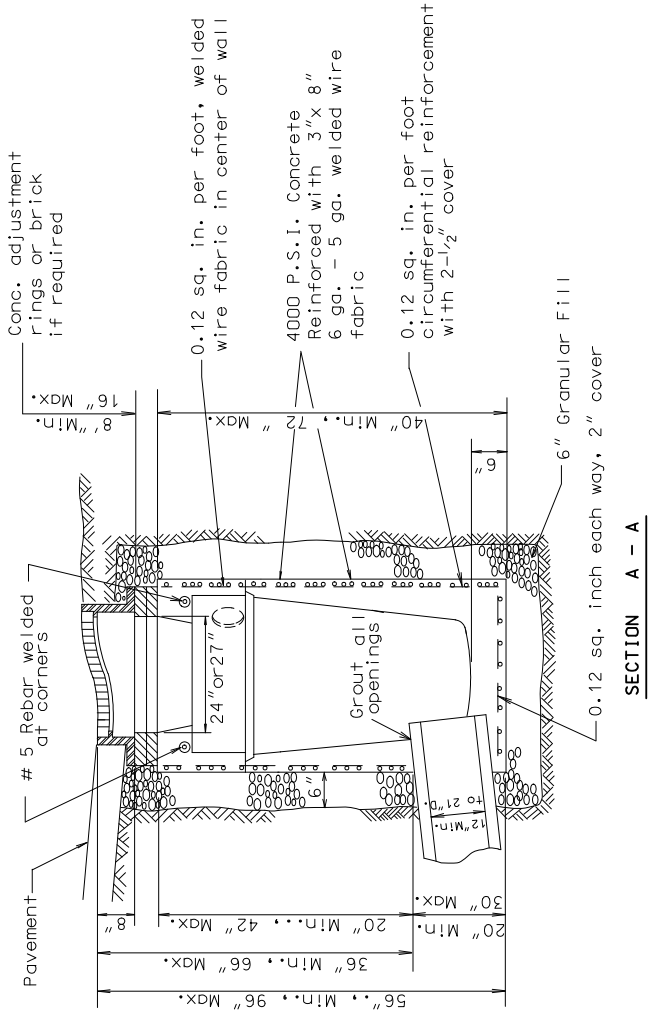 Conc. adjustment
rings or brick
if required
0.12 sq. in. per foot, welded
wire fabric in center of wall
4000 P.S.I. Concrete
Reinforced with 3"x 8"
6 ga. - 5 ga. welded wire
fabric
0.12 sq. in. per foot
circumferential reinforcement
with 2-1/2" cover
8'"Min.
16" Max.
40" Min., 72 " Max.
6"
6" Granular Fill
0.12 sq. inch each way, 2" cover
# 5 Rebar welded
at corners
24"or27"
Grout all
openings
6"
12"Min.
to 21"D.
Pavement
8"
20" Min.,. 42" Max.
20" Min.
30" Max.
36" Min., 66" Max.
56"., Min., 96" Max.
SECTION A - A